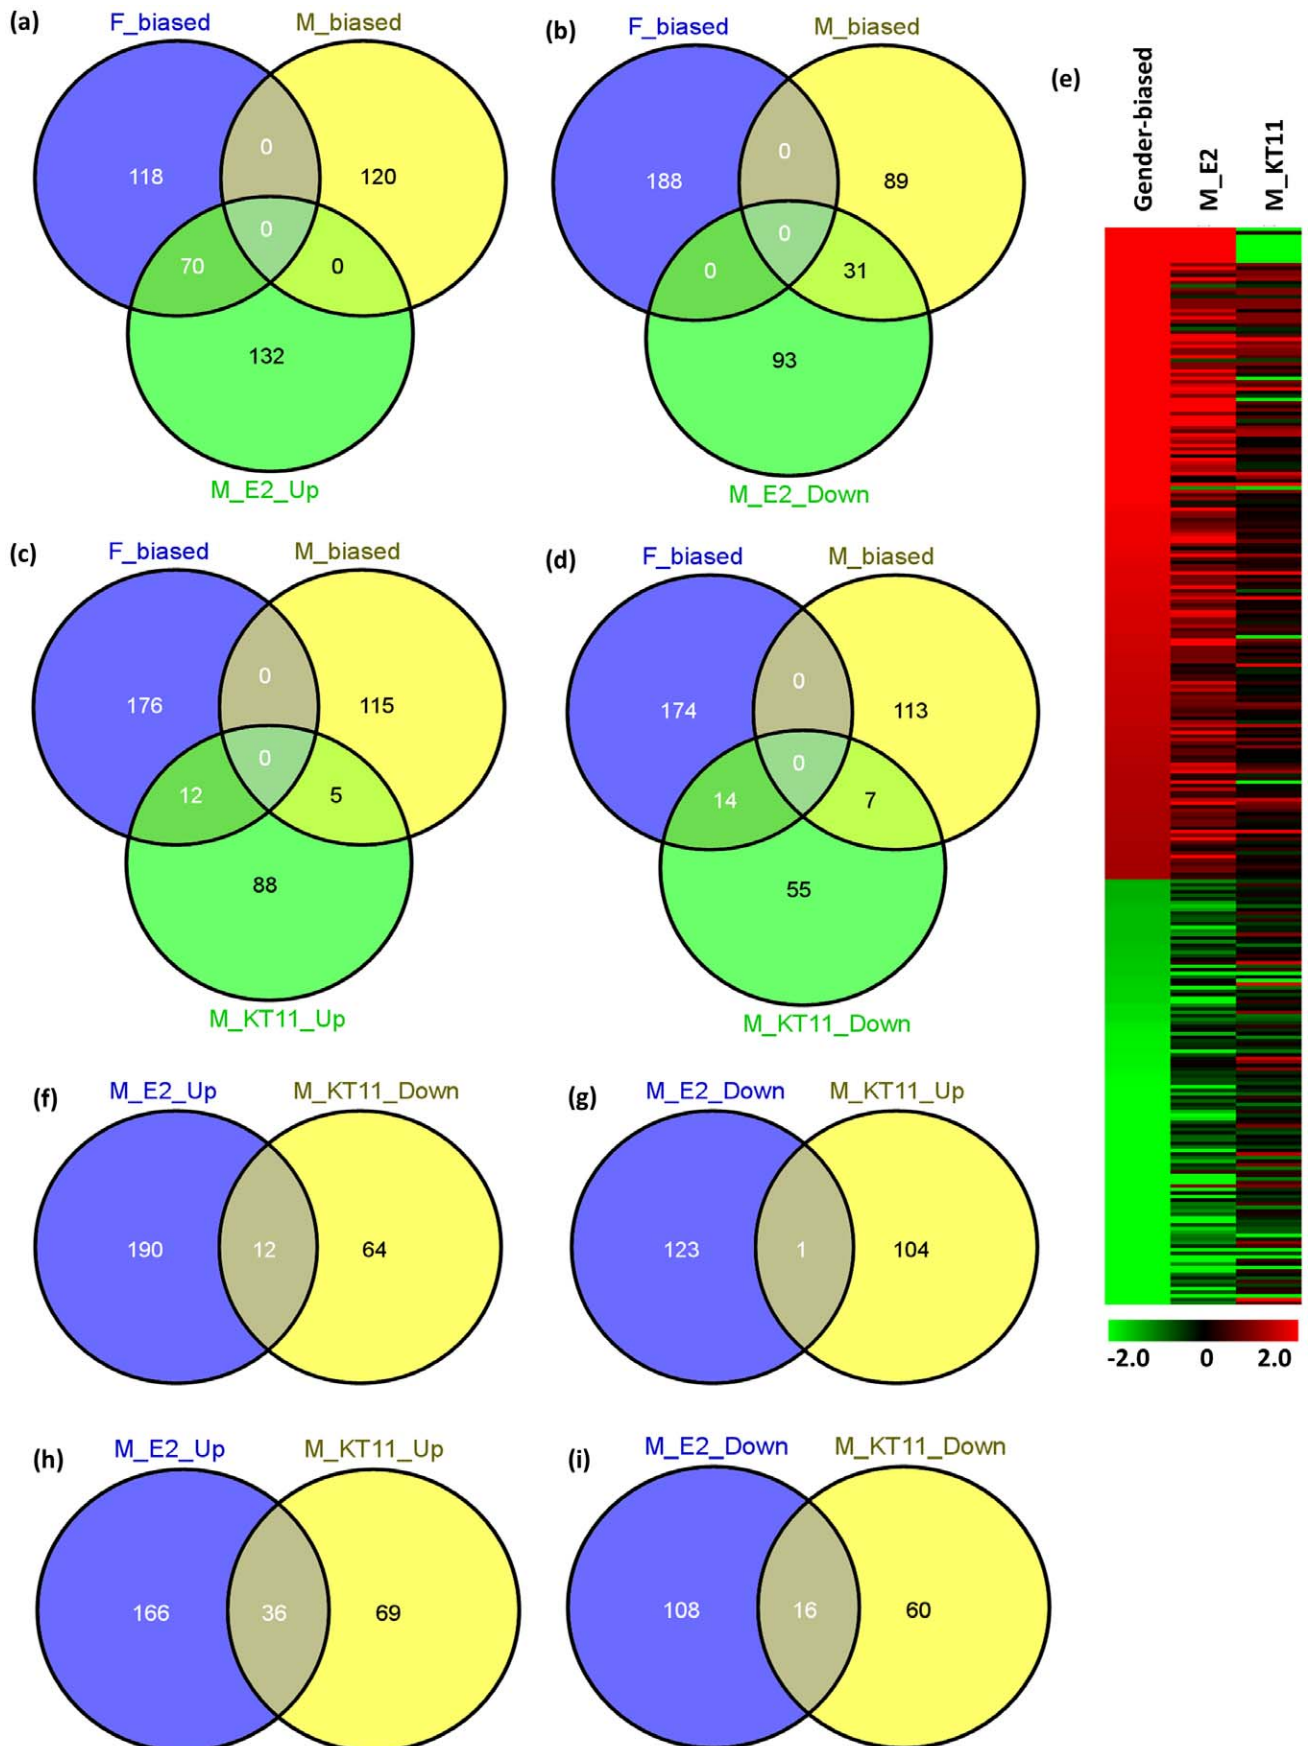 (a)
F_biased M_biased
0
118 120
0
70 0
132
M_E2_Up
(b)
F_biased M_biased
0
188 89
0
0 31
93
M_E2_Down
(c)
F_biased M_biased
0
176 115
0
12 5
88
M_KT11_Up
(d)
F_biased M_biased
0
174 113
0
14 7
55
M_KT11_Down
(e)
Gender-biased
M_E2
M_KT11
-2.0 0 2.0
(f)
M_E2_Up M_KT11_Down
190 12 64
(g)
M_E2_Down M_KT11_Up
123 1 104
(h)
M_E2_Up M_KT11_Up
166 36 69
(i)
M_E2_Down M_KT11_Down
108 16 60